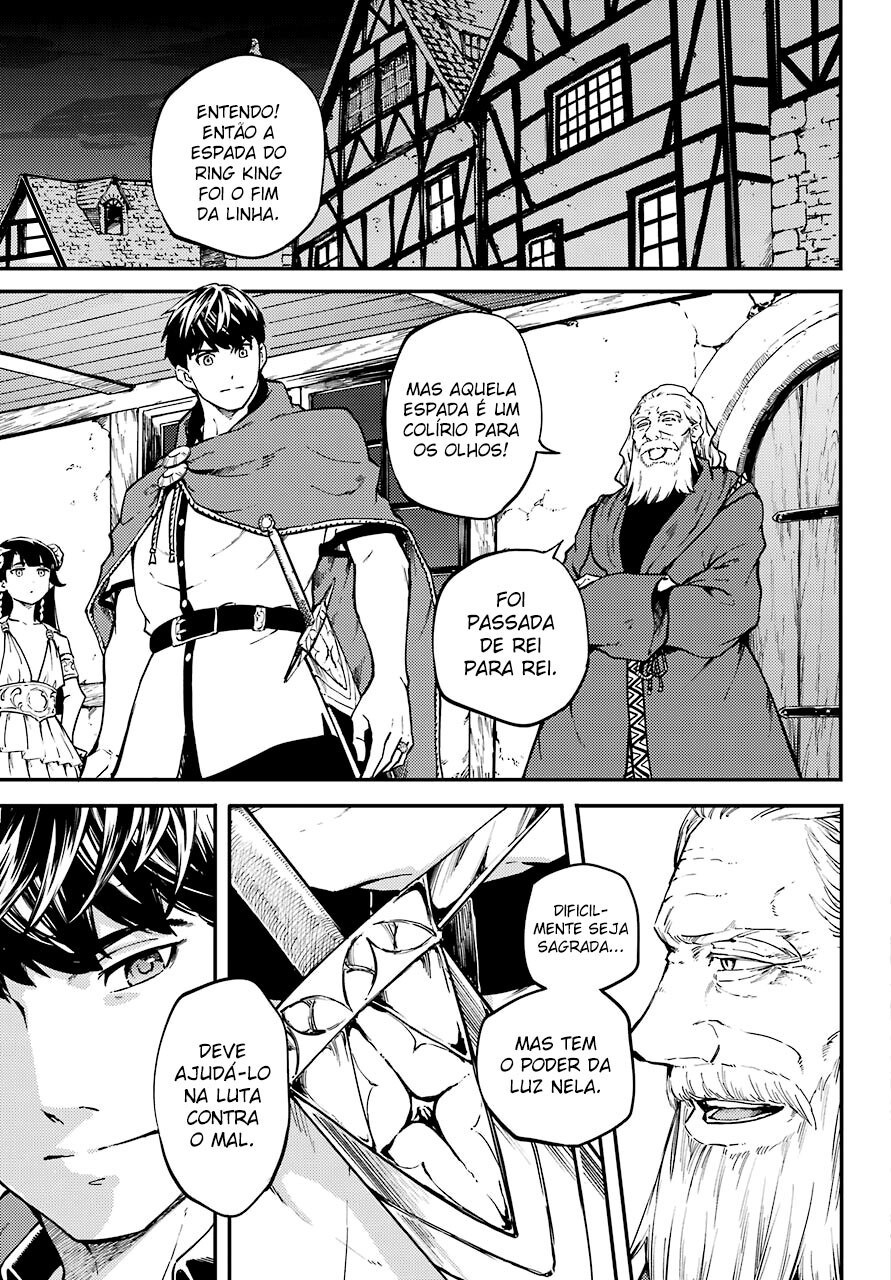 ENTENDO!
ENTÃO A
ESPADA DO
RING KING
FOI O FIM
DA LINHA.
MAS AQUELA
ESPADA É UM
COLÍRIO PARA
OS OLHOS!
FOI
PASSADA
DE REI
PARA REI.
DIFICIL-
MENTE SEJA
SAGRADA...
MAS TEM
O PODER DA
LUZ NELA.
DEVE
AJUDÁ-LO
NA LUTA
CONTRA
O MAL.